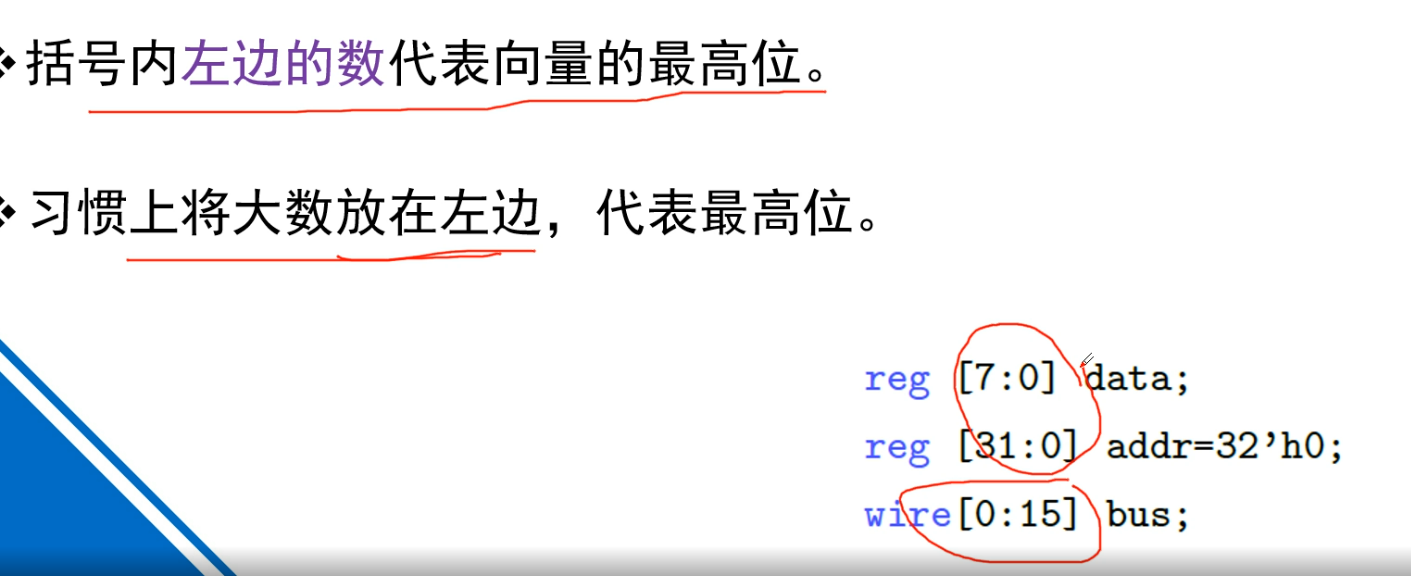 括号内左边的数代表向量的最高位。
习惯上将大数放在左边，代表最高位。
reg [7:0] data;
reg [31:0] addr=32’h0;
wire[0:15] bus;